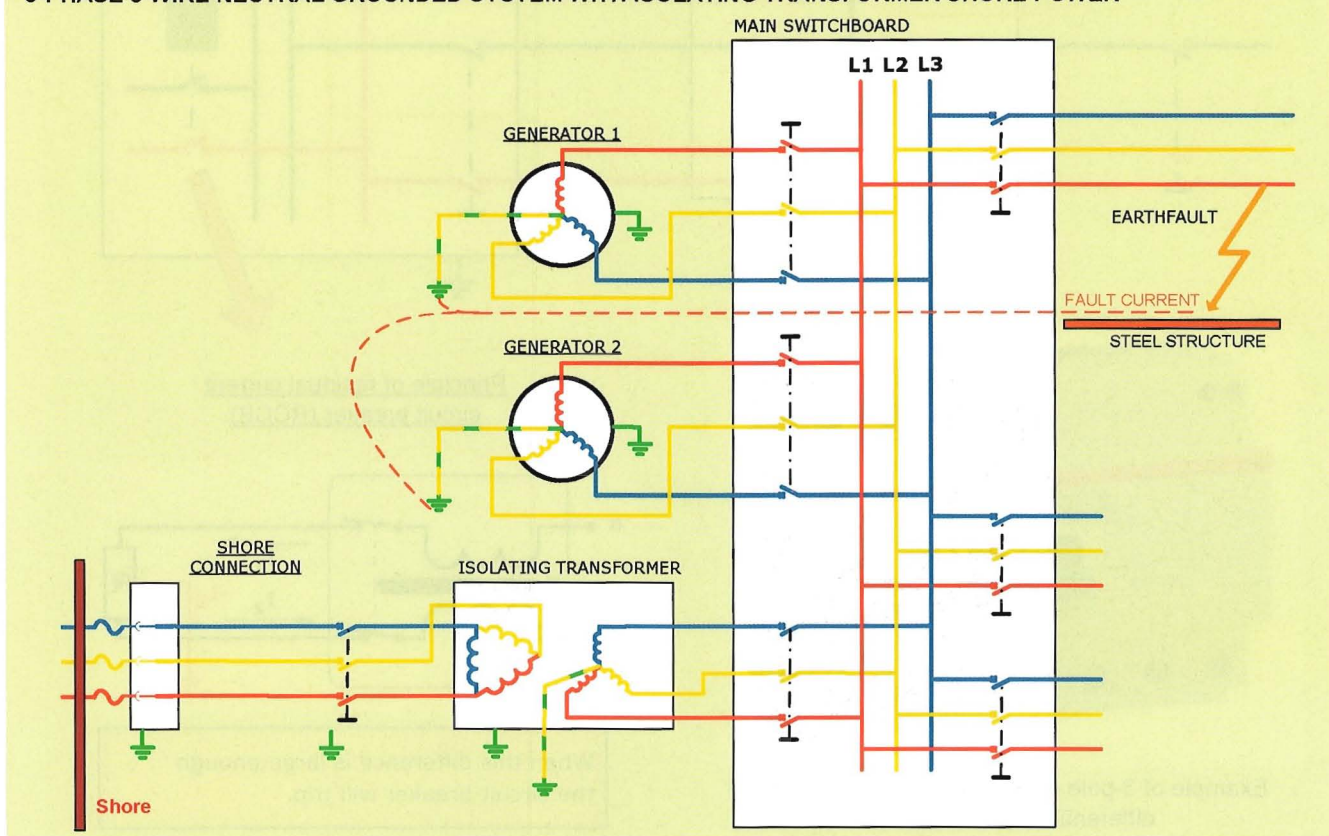 MAIN SWITCHBOARD
L1 L2 L3
GENERATOR 1
EARTHFAULT
FAULT CURRENT
STEEL STRUCTURE
GENERATOR 2
SHORE
CONNECTION
ISOLATING TRANSFORMER
Shore